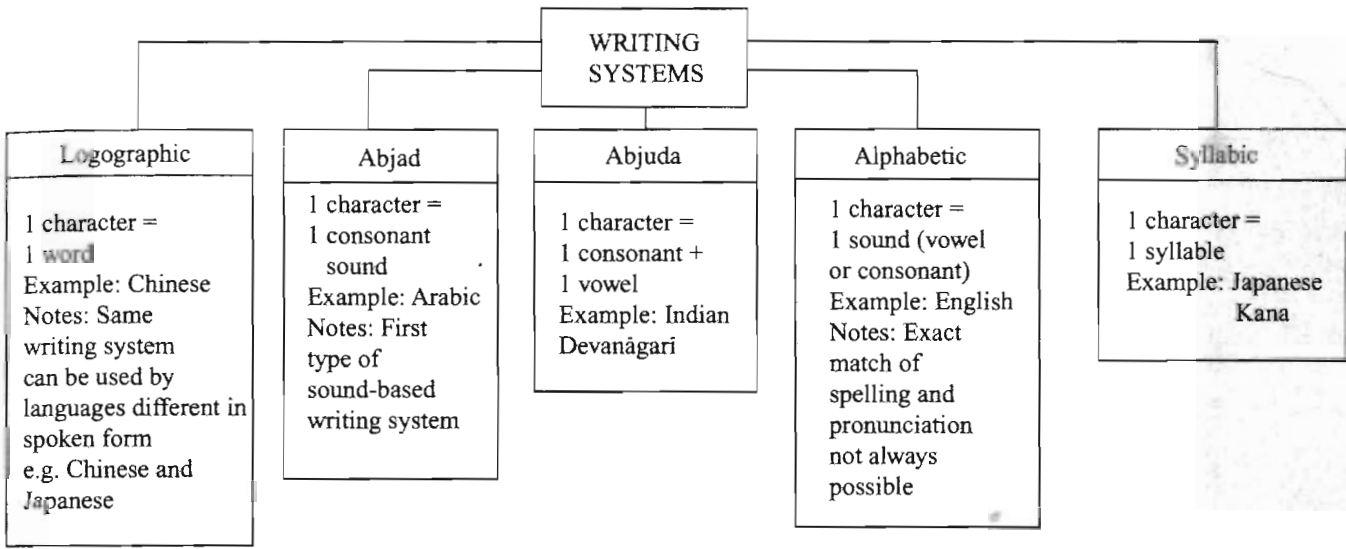 WRITING
SYSTEMS
Logographic
1 character =
1 word
Example: Chinese
Notes: Same
writing system
can be used by
languages different in
spoken form
e.g. Chinese and
Japanese
Abjad
1 character =
1 consonant
sound
Example: Arabic
Notes: First
type of
sound-based
writing system
Abjuda
1 character =
1 consonant +
1 vowel
Example: Indian
Devanâgarī
Alphabetic
1 character =
1 sound (vowel
or consonant)
Example: English
Notes: Exact
match of
spelling and
pronunciation
not always
possible
Syllabic
1 character =
1 syllable
Example: Japanese
Kana